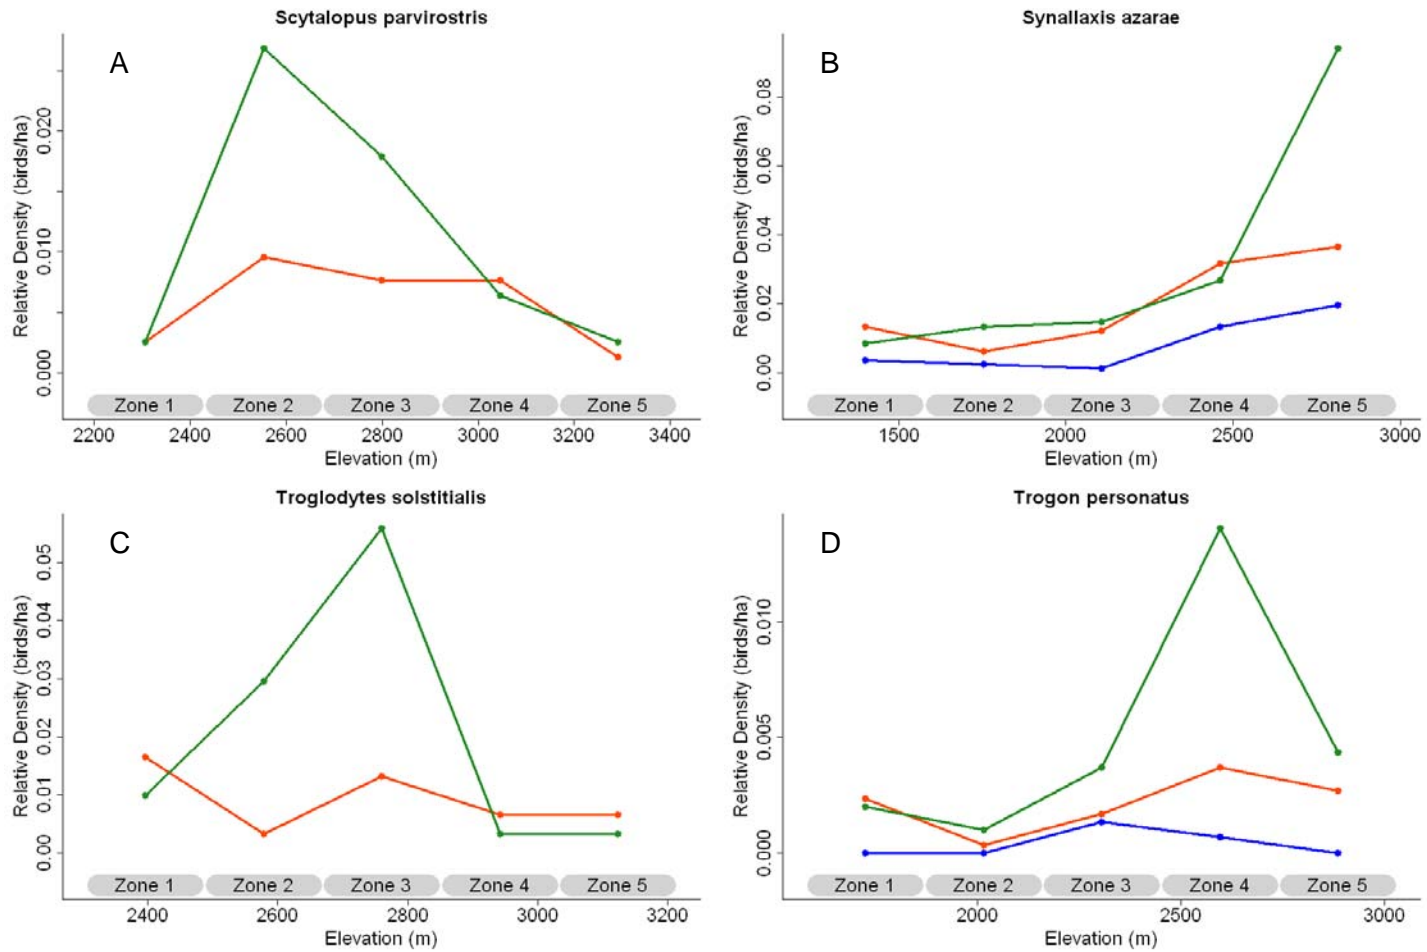 Scytalopus parvirostris
A
Relative Density (birds/ha)
0.020
0.010
0.000
Zone 1 Zone 2 Zone 3 Zone 4 Zone 5
2200 2400 2600 2800 3000 3200 3400
Elevation (m)
Synallaxis azarae
B
Relative Density (birds/ha)
0.08
0.06
0.04
0.02
0.00
Zone 1 Zone 2 Zone 3 Zone 4 Zone 5
1500 2000 2500 3000
Elevation (m)
Troglodytes solstitialis
C
Relative Density (birds/ha)
0.05
0.04
0.03
0.02
0.01
0.00
Zone 1 Zone 2 Zone 3 Zone 4 Zone 5
2400 2600 2800 3000 3200
Elevation (m)
Trogon personatus
D
Relative Density (birds/ha)
0.010
0.005
0.000
Zone 1 Zone 2 Zone 3 Zone 4 Zone 5
2000 2500 3000
Elevation (m)